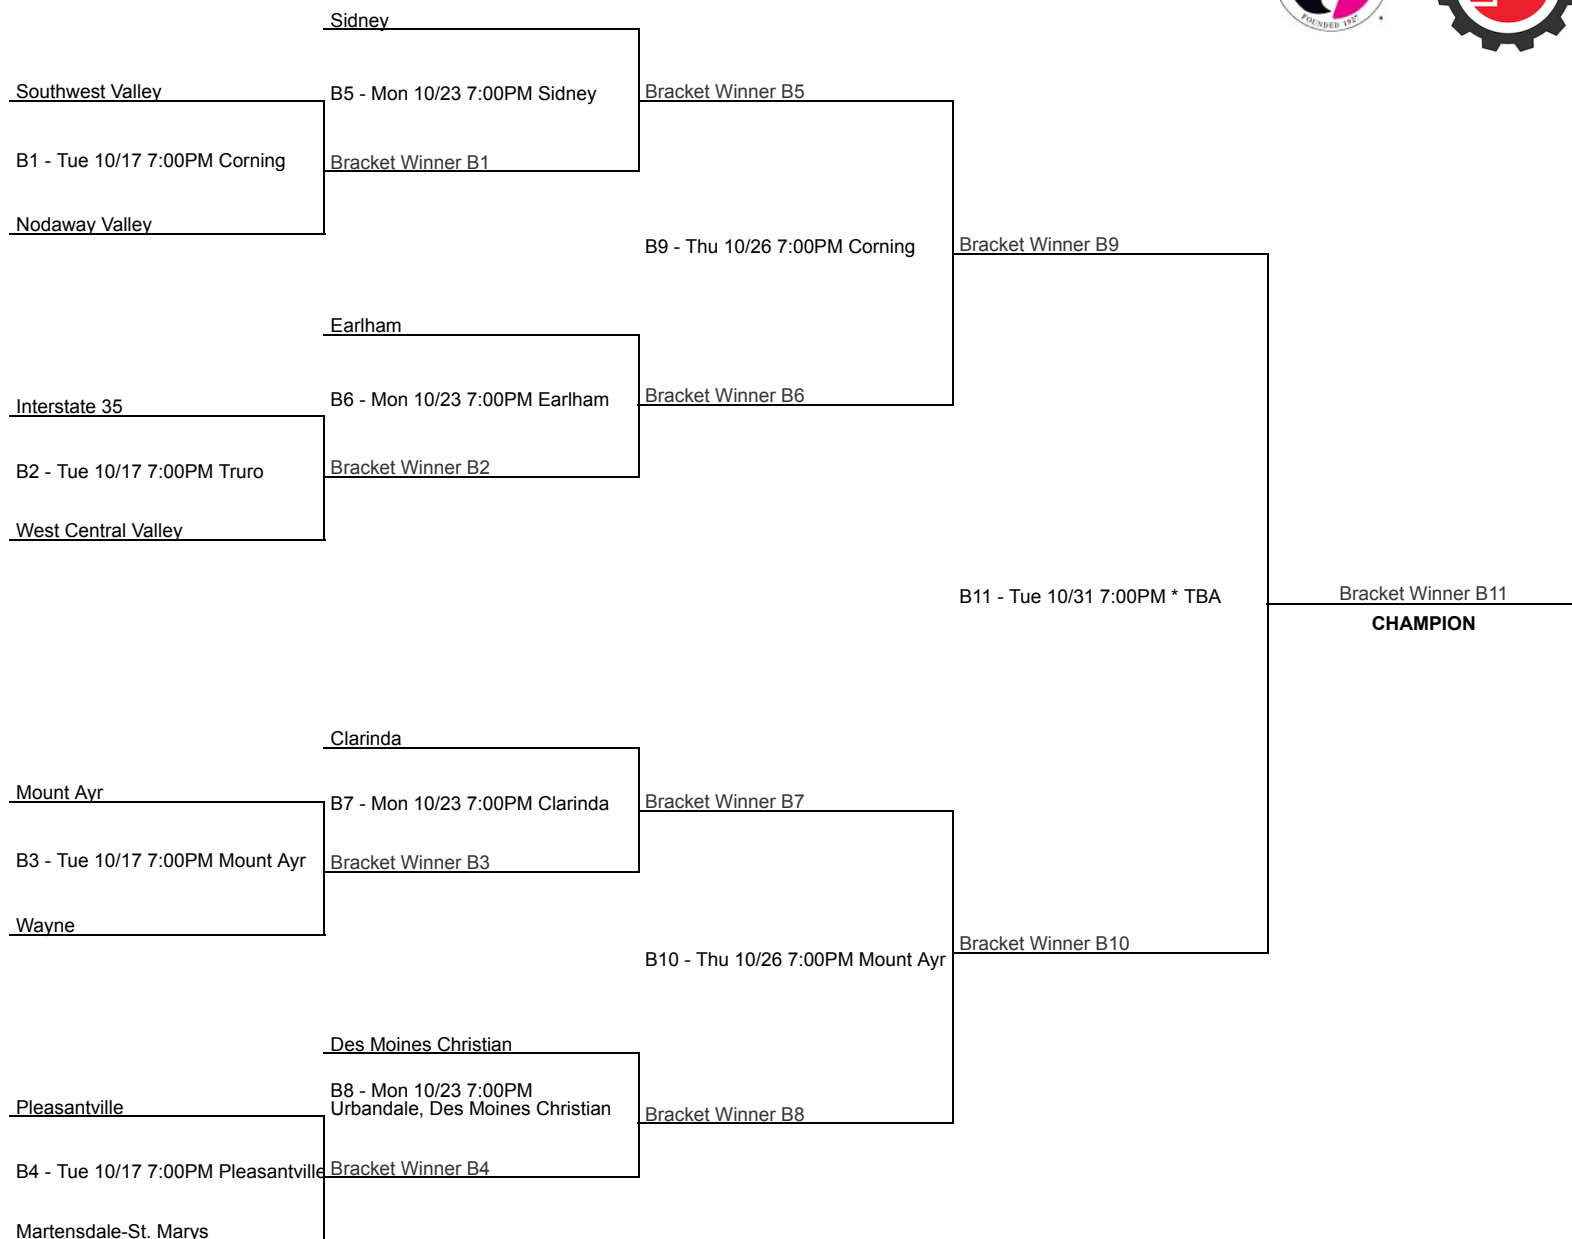 FOUNDED 1927
Sidney
Southwest Valley
B5 - Mon 10/23 7:00PM Sidney
Bracket Winner B5
B1 - Tue 10/17 7:00PM Corning
Bracket Winner B1
Nodaway Valley
B9 - Thu 10/26 7:00PM Corning
Bracket Winner B9
Earlham
Interstate 35
B6 - Mon 10/23 7:00PM Earlham
Bracket Winner B6
B2 - Tue 10/17 7:00PM Truro
Bracket Winner B2
West Central Valley
B11 - Tue 10/31 7:00PM * TBA
Bracket Winner B11
CHAMPION
Clarinda
Mount Ayr
B7 - Mon 10/23 7:00PM Clarinda
Bracket Winner B7
B3 - Tue 10/17 7:00PM Mount Ayr
Bracket Winner B3
Wayne
B10 - Thu 10/26 7:00PM Mount Ayr
Bracket Winner B10
Des Moines Christian
Pleasantville
B8 - Mon 10/23 7:00PM
Urbandale, Des Moines Christian
Bracket Winner B8
B4 - Tue 10/17 7:00PM Pleasantville
Bracket Winner B4
Martensdale-St. Marys